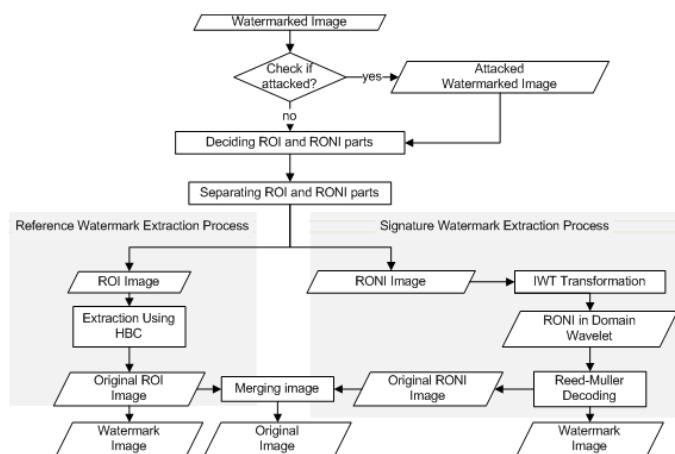 Watermarked Image
Check if
attacked?
yes
Attacked
Watermarked Image
no
Deciding ROI and RONI parts
Separating ROI and RONI parts
Reference Watermark Extraction Process
Signature Watermark Extraction Process
ROI Image
RONI Image
IWT Transformation
Extraction Using
HBC
RONI in Domain
Wavelet
Original ROI
Image
Merging image
Original RONI
Image
Reed-Muller
Decoding
Watermark
Image
Original
Image
Watermark
Image